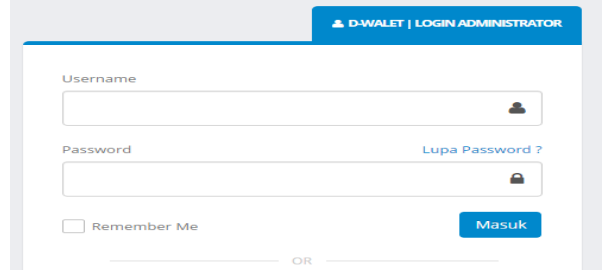 D-WALET | LOGIN ADMINISTRATOR
Username
Password Lupa Password ?
Remember Me Masuk
OR